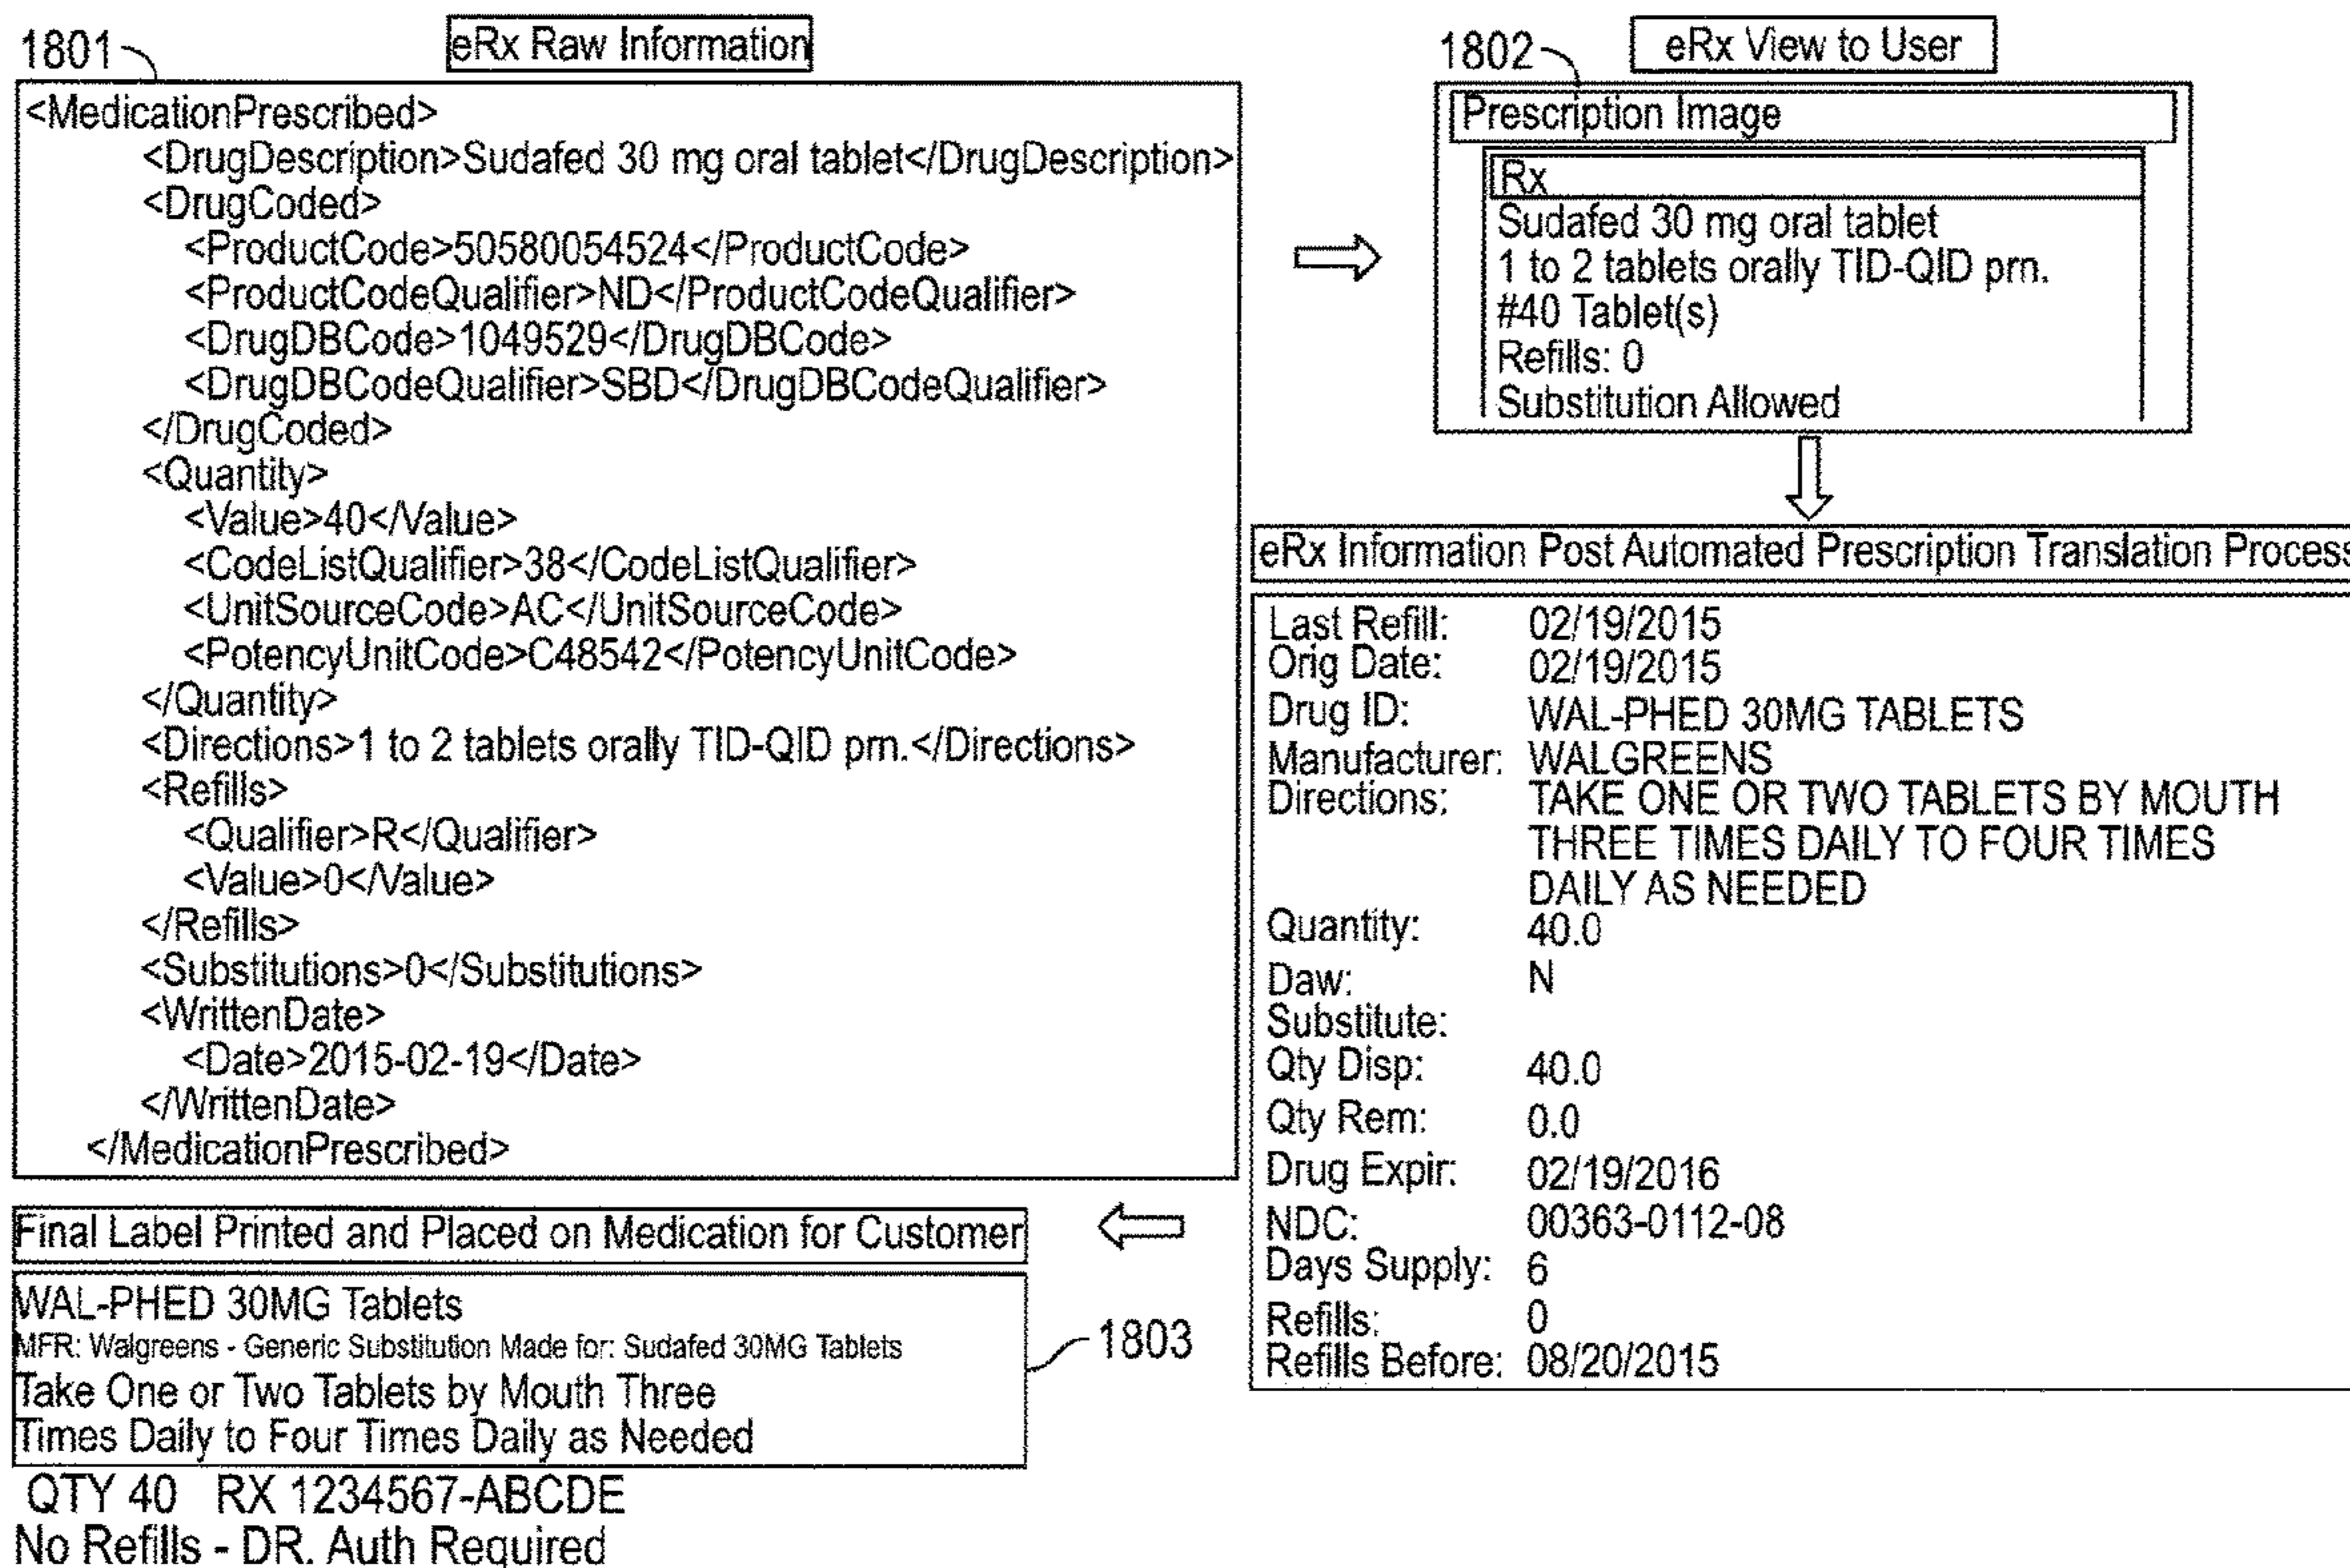 1801
eRx Raw Information
<MedicationPrescribed>
<DrugDescription>Sudafed 30 mg oral tablet</DrugDescription>
<DrugCoded>
<ProductCode>50580054524</ProductCode>
<ProductCodeQualifier>ND</ProductCodeQualifier>
<DrugDBCode>1049529</DrugDBCode>
<DrugDBCodeQualifier>SBD</DrugDBCodeQualifier>
</DrugCoded>
<Quantity>
<Value>40</Value>
<CodeListQualifier>38</CodeListQualifier>
<UnitSourceCode>AC</UnitSourceCode>
<PotencyUnitCode>C48542</PotencyUnitCode>
</Quantity>
<Directions>1 to 2 tablets orally TID-QID prn.</Directions>
<Refills>
<Qualifier>R</Qualifier>
<Value>0</Value>
</Refills>
<Substitutions>0</Substitutions>
<WrittenDate>
<Date>2015-02-19</Date>
</WrittenDate>
</MedicationPrescribed>
1802
eRx View to User
Prescription Image
Rx
Sudafed 30 mg oral tablet
1 to 2 tablets orally TID-QID prn.
#40 Tablet(s)
Refills: 0
Substitution Allowed
eRx Information Post Automated Prescription Translation Process
Last Refill: 02/19/2015
Orig Date: 02/19/2015
Drug ID: WAL-PHED 30MG TABLETS
Manufacturer: WALGREENS
Directions: TAKE ONE OR TWO TABLETS BY MOUTH
THREE TIMES DAILY TO FOUR TIMES
DAILY AS NEEDED
Quantity: 40.0
Daw: N
Substitute:
Qty Disp: 40.0
Qty Rem: 0.0
Drug Expir: 02/19/2016
NDC: 00363-0112-08
Days Supply: 6
Refills: 0
Refills Before: 08/20/2015
Final Label Printed and Placed on Medication for Customer
WAL-PHED 30MG Tablets
MFR: Walgreens - Generic Substitution Made for: Sudafed 30MG Tablets
Take One or Two Tablets by Mouth Three
Times Daily to Four Times Daily as Needed
1803
QTY 40 RX 1234567-ABCDE
No Refills - DR. Auth Required